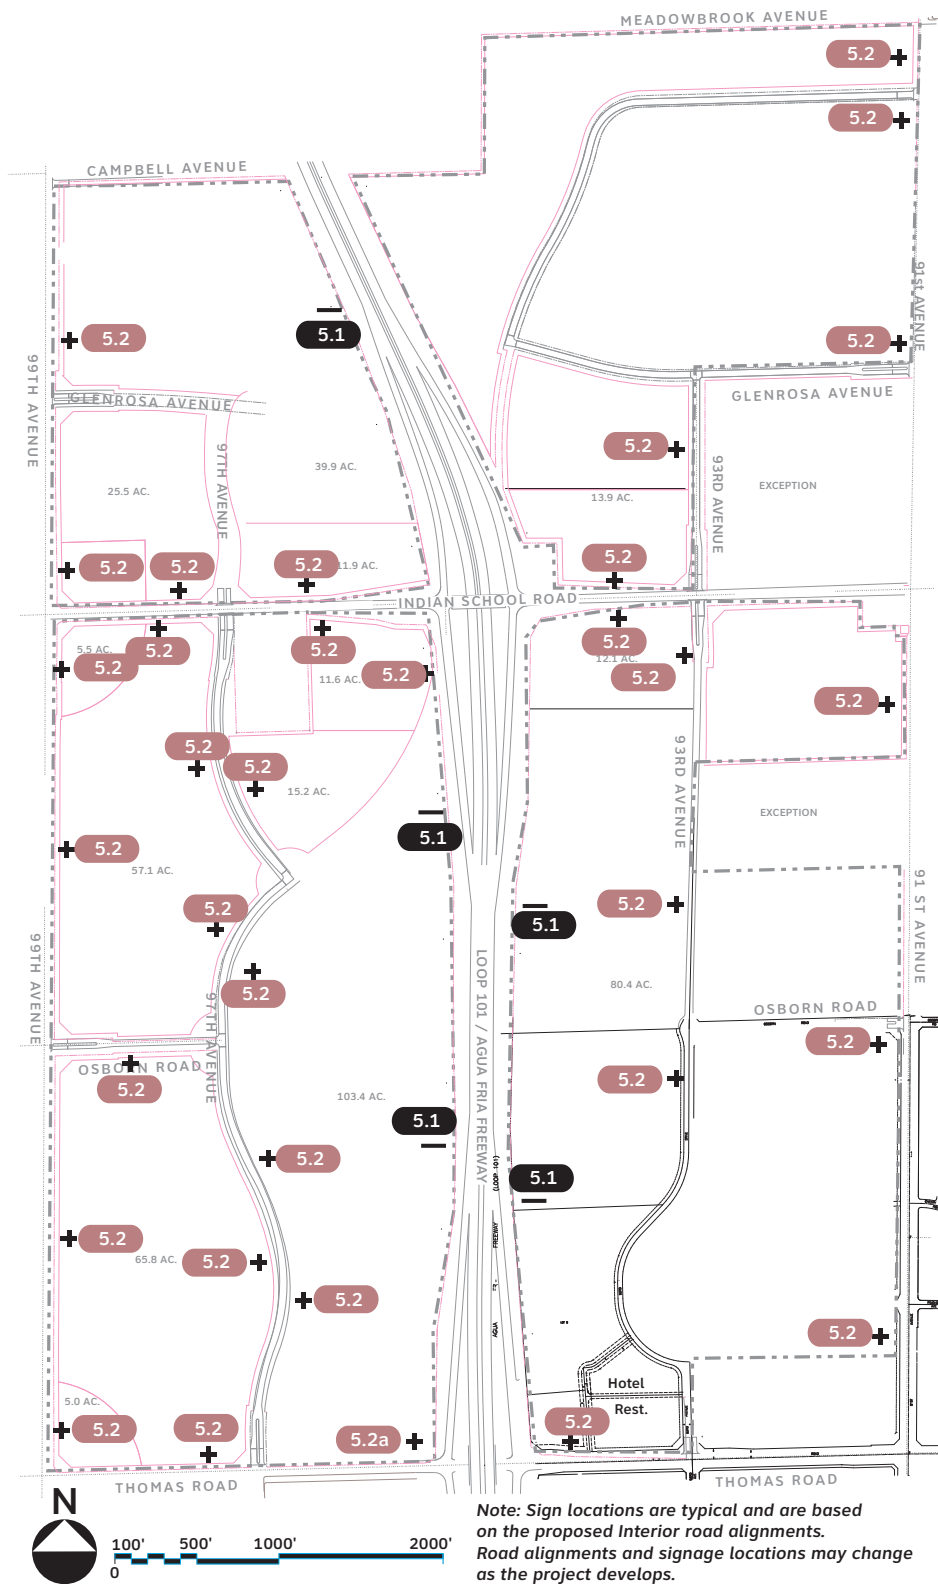 MEADOWBROOK AVENUE
5.2
5.2
CAMPBELL AVENUE
91st AVENUE
5.1
5.2
5.2
99TH AVENUE
GLENROSA AVENUE
GLENROSA AVENUE
97TH AVENUE
5.2
93RD AVENUE
39.9 AC.
25.5 AC.
13.9 AC.
EXCEPTION
5.2
5.2
5.2
11.9 AC.
5.2
INDIAN SCHOOL ROAD
5.5 AC.
5.2
5.2
5.2
11.6 AC.
5.2
5.2
12.1 AC.
5.2
5.2
5.2
5.2
15.2 AC.
93RD AVENUE
5.1
EXCEPTION
5.2
57.1 AC.
5.2
5.2
5.1
91 ST AVENUE
99TH AVENUE
5.2
97TH AVENUE
LOOP 101 / AGUA FRIA FREEWAY
80.4 AC.
OSBORN ROAD
5.2
OSBORN ROAD
5.2
5.2
103.4 AC.
5.1
5.2
(LOOP 101)
5.1
5.2
65.8 AC.
5.2
FREEWAY
5.2
AGUA
5.2
Hotel
Rest.
5.0 AC.
5.2
5.2
5.2a
5.2
THOMAS ROAD
THOMAS ROAD
N
100' 500' 1000' 2000'
0
Note: Sign locations are typical and are based
on the proposed Interior road alignments.
Road alignments and signage locations may change
as the project develops.